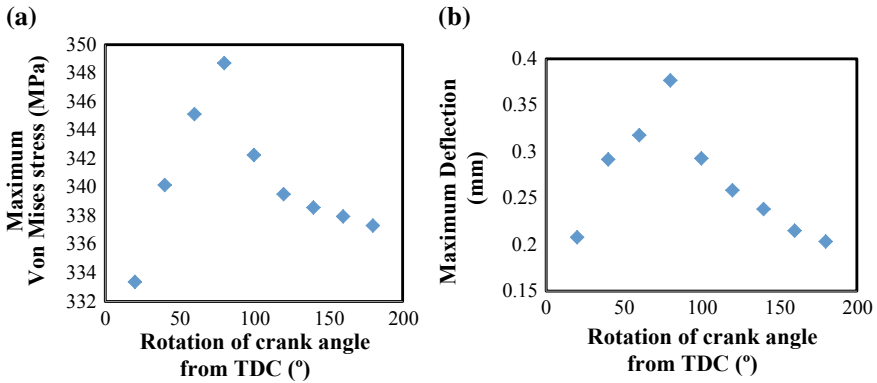 (a)
350
348
346
344
342
340
338
336
334
332
Maximum
Von Mises stress (MPa)
0
50
100
150
200
Rotation of crank angle
from TDC (º)
(b)
0.4
0.35
0.3
0.25
0.2
0.15
Maximum Deflection
(mm)
0
50
100
150
200
Rotation of crank angle
from TDC (º)